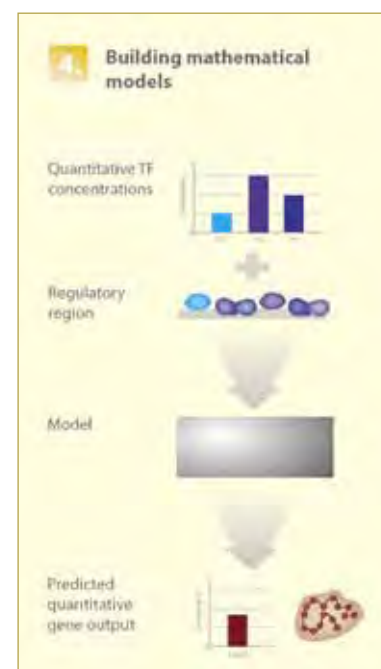 4.
Building mathematical
models
Quantitative TF
concentrations
Regulatory
region
Model
Predicted
quantitative
gene output